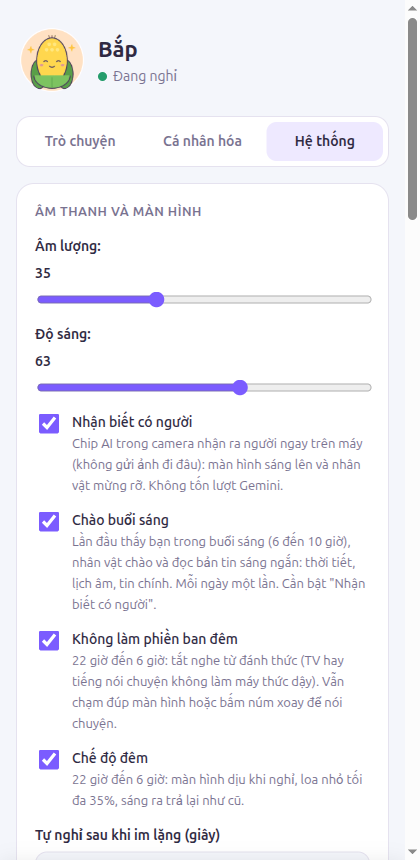 Bắp
Đang nghỉ
Trò chuyện
Cá nhân hóa
Hệ thống
ÂM THANH VÀ MÀN HÌNH
Âm lượng:
35
Độ sáng:
63
Nhận biết có người
Chip AI trong camera nhận ra người ngay trên máy
(không gửi ảnh đi đâu): màn hình sáng lên và nhân
vật mừng rỡ. Không tốn lượt Gemini.
Chào buổi sáng
Lần đầu thấy bạn trong buổi sáng (6 đến 10 giờ),
nhân vật chào và đọc bản tin sáng ngắn: thời tiết,
lịch âm, tin chính. Mỗi ngày một lần. Cần bật "Nhận
biết có người".
Không làm phiền ban đêm
22 giờ đến 6 giờ: tắt nghe từ đánh thức (TV hay
tiếng nói chuyện không làm máy thức dậy). Vẫn
chạm đúp màn hình hoặc bấm núm xoay để nói
chuyện.
Chế độ đêm
22 giờ đến 6 giờ: màn hình dịu khi nghỉ, loa nhỏ tối
đa 35%, sáng ra trả lại như cũ.
Tự nghỉ sau khi im lặng (giây)